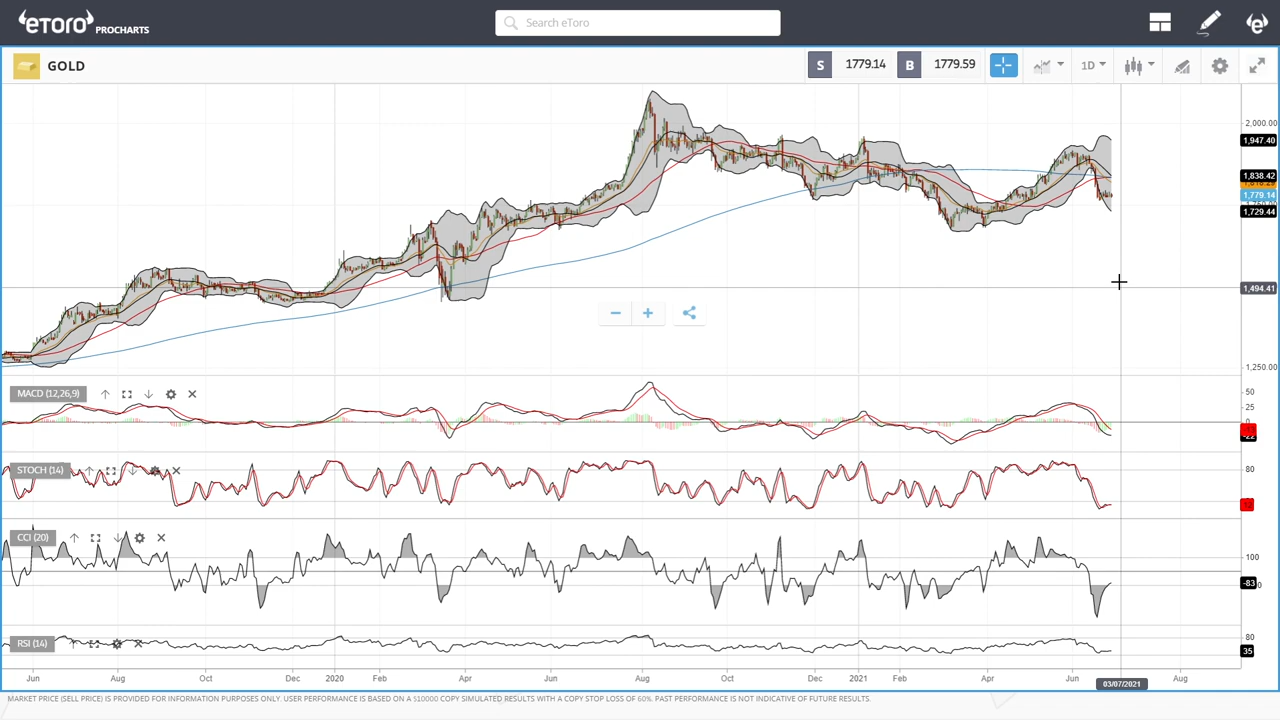 eToro PROCHARTS
Search eToro
GOLD
S 1779.14 B 1779.59
1D
2,000.00
1,947.40
1,838.42
1,779.14
1,729.44
1,494.41
1,250.00
MACD (12,26,9)
50
25
STOCH (14)
80
CCI (20)
100
-83
RSI (14)
80
35
Jun Aug Oct Dec 2020 Feb Apr Jun Aug Oct Dec 2021 Feb Apr Jun Aug
03/07/2021
MARKET PRICE (SELL PRICE) IS PROVIDED FOR INFORMATION PURPOSES ONLY. USER PERFORMANCE IS BASED ON A $10000 COPY SIMULATED RESULTS WITH A COPY STOP LOSS OF 60%. PAST PERFORMANCE IS NOT INDICATIVE OF FUTURE RESULTS.